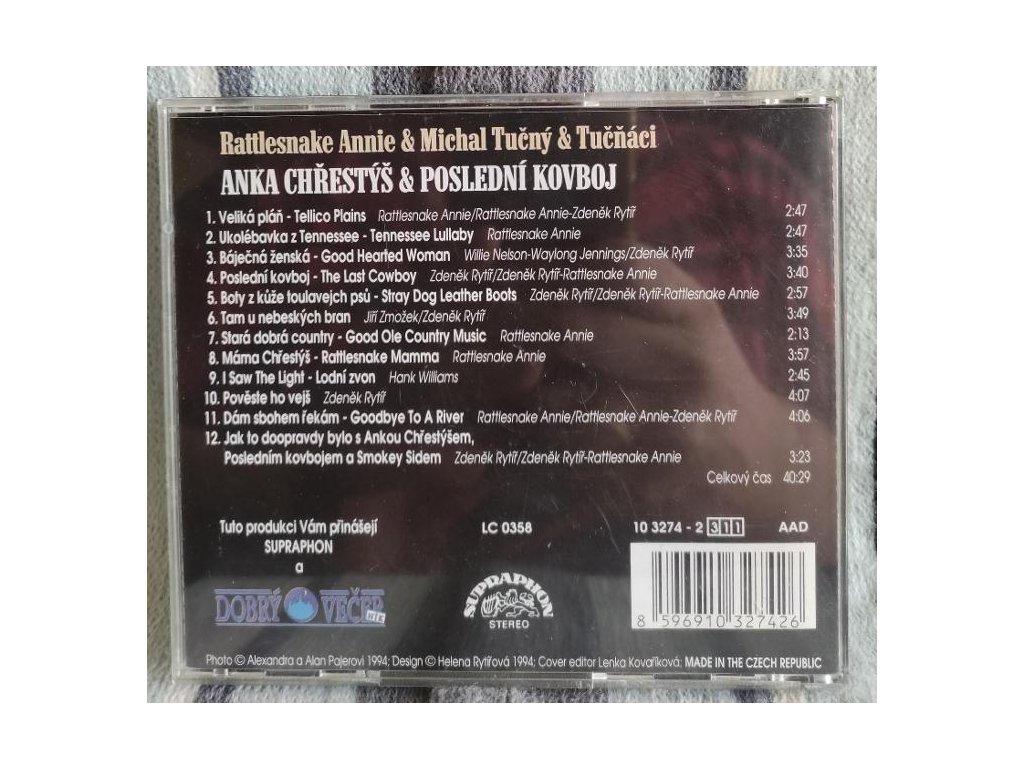 Rattlesnake Annie & Michal Tučný & Tučňáci
ANKA CHŘESTÝŠ & POSLEDNÍ KOVBOJ
1. Veliká pláň - Tellico Plains Rattlesnake Annie/Rattlesnake Annie-Zdeněk Rytíř 2:47
2. Ukolébavka z Tennessee - Tennessee Lullaby Rattlesnake Annie 2:47
3. Báječná ženská - Good Hearted Woman Willie Nelson-Waylong Jennings/Zdeněk Rytíř 3:35
4. Poslední kovboj - The Last Cowboy Zdeněk Rytíř/Zdeněk Rytíř-Rattlesnake Annie 3:40
5. Boty z kůže toulavejch psů - Stray Dog Leather Boots Zdeněk Rytíř/Zdeněk Rytíř-Rattlesnake Annie 2:57
6. Tam u nebeských bran Jiří Zmožek/Zdeněk Rytíř 3:49
7. Stará dobrá country - Good Ole Country Music Rattlesnake Annie 2:13
8. Máma Chřestýš - Rattlesnake Mamma Rattlesnake Annie 3:57
9. I Saw The Light - Lodní zvon Hank Williams 2:45
10. Pověste ho vejš Zdeněk Rytíř 4:07
11. Dám sbohem řekám - Goodbye To A River Rattlesnake Annie/Rattlesnake Annie-Zdeněk Rytíř 4:06
12. Jak to doopravdy bylo s Ankou Chřestýšem,
Posledním kovbojem a Smokey Sidem Zdeněk Rytíř/Zdeněk Rytíř-Rattlesnake Annie 3:23
Celkový čas 40:29
Tuto produkci Vám přinášejí LC 0358 10 3274 - 2 311 AAD
SUPRAPHON
a
DOBRÝ VEČER
SUPRAPHON
STEREO
8 596910 327426
Photo © Alexandra a Alan Pajerovi 1994; Design © Helena Rytířová 1994; Cover editor Lenka Kovaříková; MADE IN THE CZECH REPUBLIC